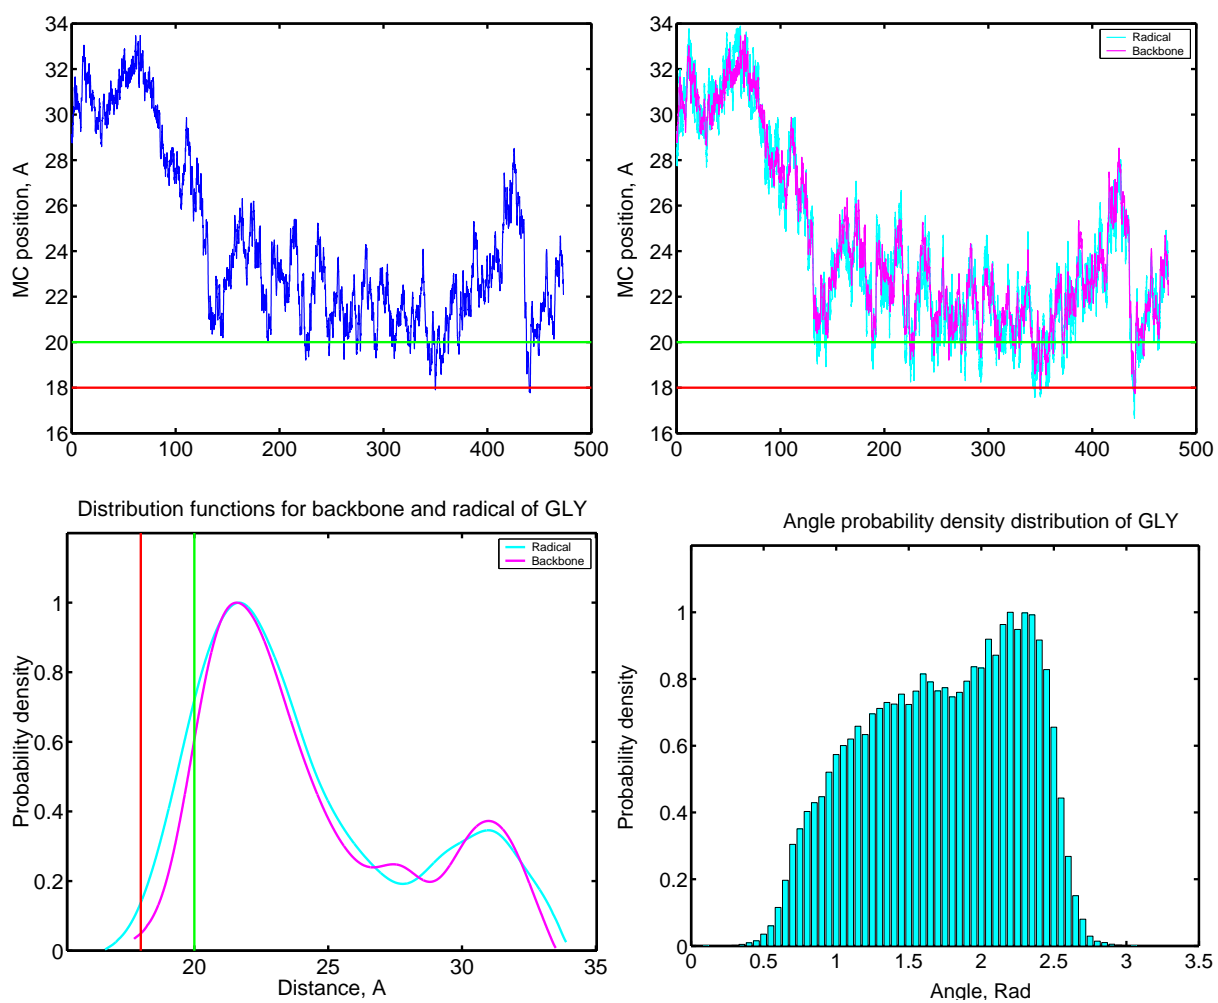 34
32
30
28
26
24
22
20
18
16
MC position, A
0 100 200 300 400 500
34
32
30
28
26
24
22
20
18
16
MC position, A
Radical
Backbone
0 100 200 300 400 500
Distribution functions for backbone and radical of GLY
Radical
Backbone
1
0.8
0.6
0.4
0.2
0
Probability density
20 25 30 35
Distance, A
Angle probability density distribution of GLY
1
0.8
0.6
0.4
0.2
0
Probability density
0 0.5 1 1.5 2 2.5 3 3.5
Angle, Rad